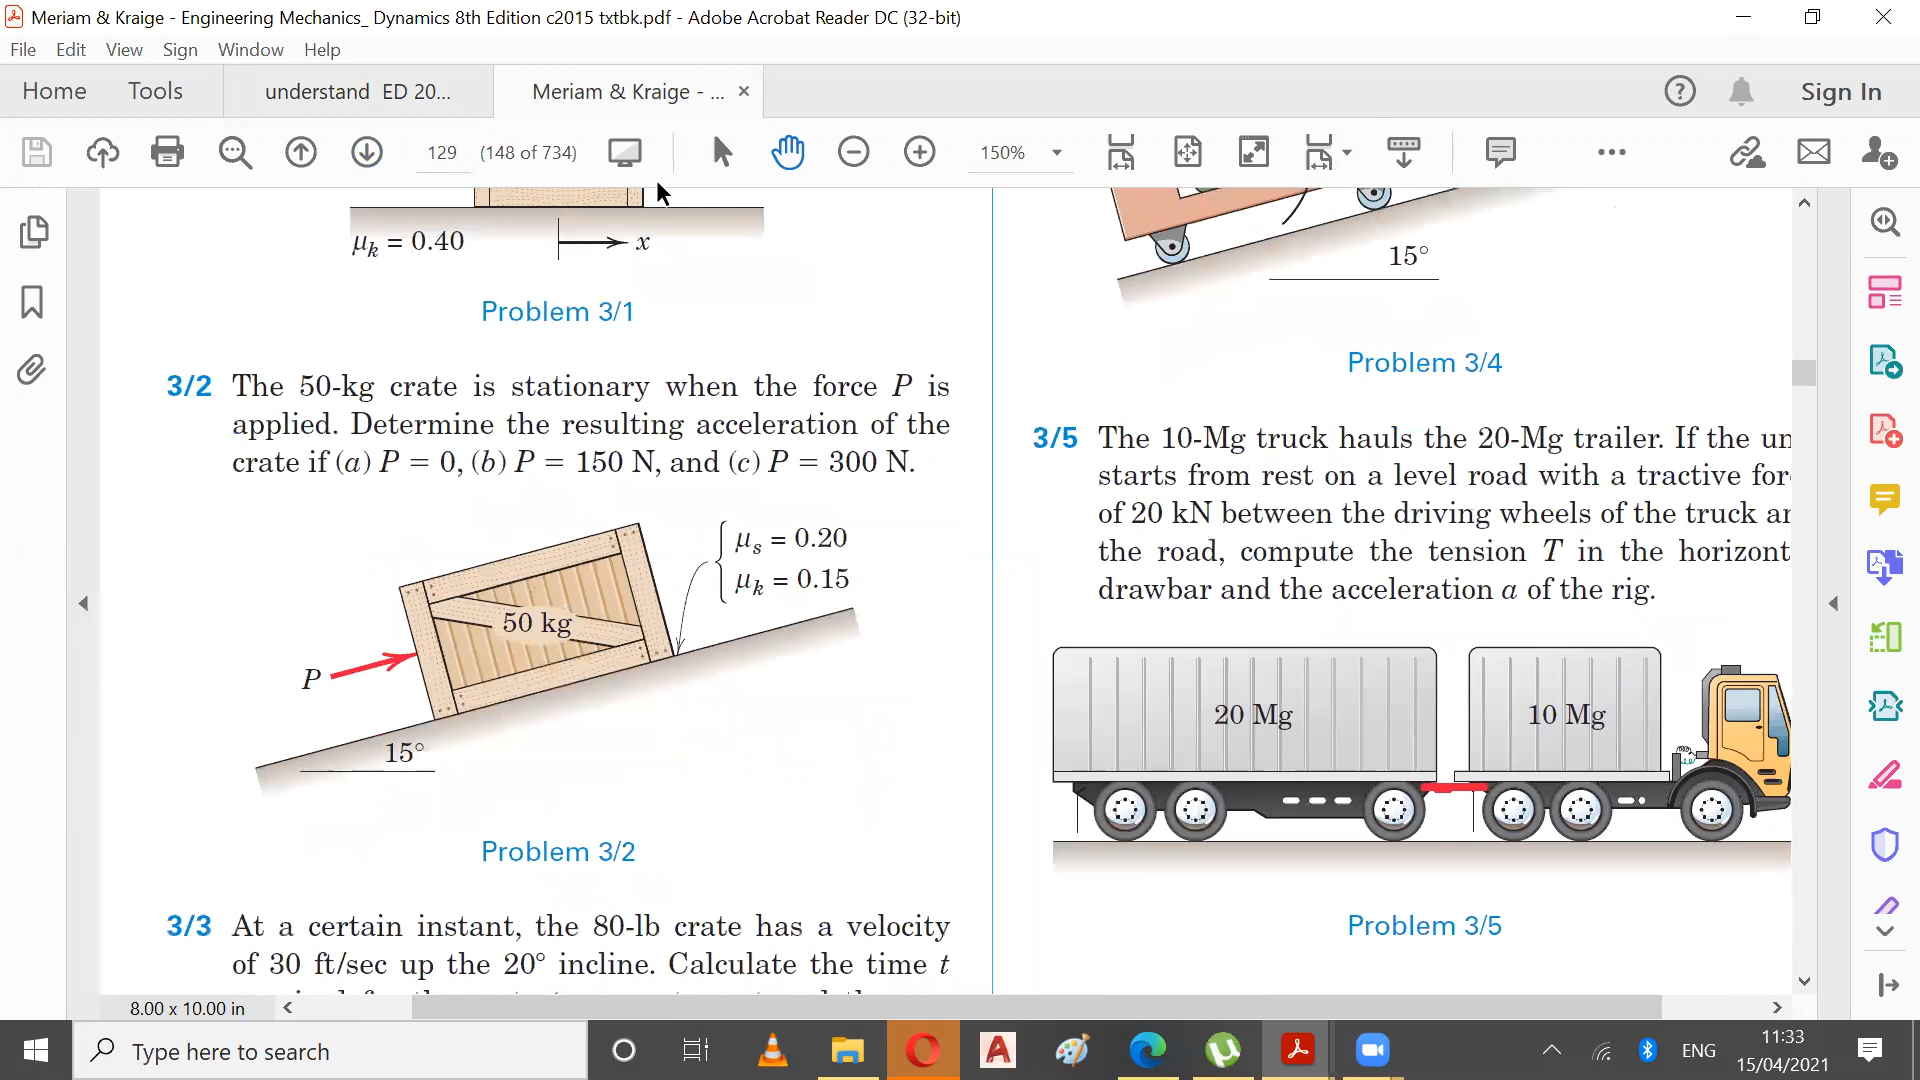 Meriam & Kraige - Engineering Mechanics_ Dynamics 8th Edition c2015 txtbk.pdf - Adobe Acrobat Reader DC (32-bit)
File Edit View Sign Window Help
Home Tools understand ED 20... Meriam & Kraige - ... × Sign In
129 (148 of 734) 150%
μk = 0.40 x
Problem 3/1
3/2 The 50-kg crate is stationary when the force P is
applied. Determine the resulting acceleration of the
crate if (a) P = 0, (b) P = 150 N, and (c) P = 300 N.
μs = 0.20
μk = 0.15
50 kg
P
15°
Problem 3/2
3/3 At a certain instant, the 80-lb crate has a velocity
of 30 ft/sec up the 20° incline. Calculate the time t
15°
Problem 3/4
3/5 The 10-Mg truck hauls the 20-Mg trailer. If the un
starts from rest on a level road with a tractive for
of 20 kN between the driving wheels of the truck an
the road, compute the tension T in the horizont
drawbar and the acceleration a of the rig.
20 Mg 10 Mg
Problem 3/5
8.00 x 10.00 in
Type here to search
ENG
11:33
15/04/2021